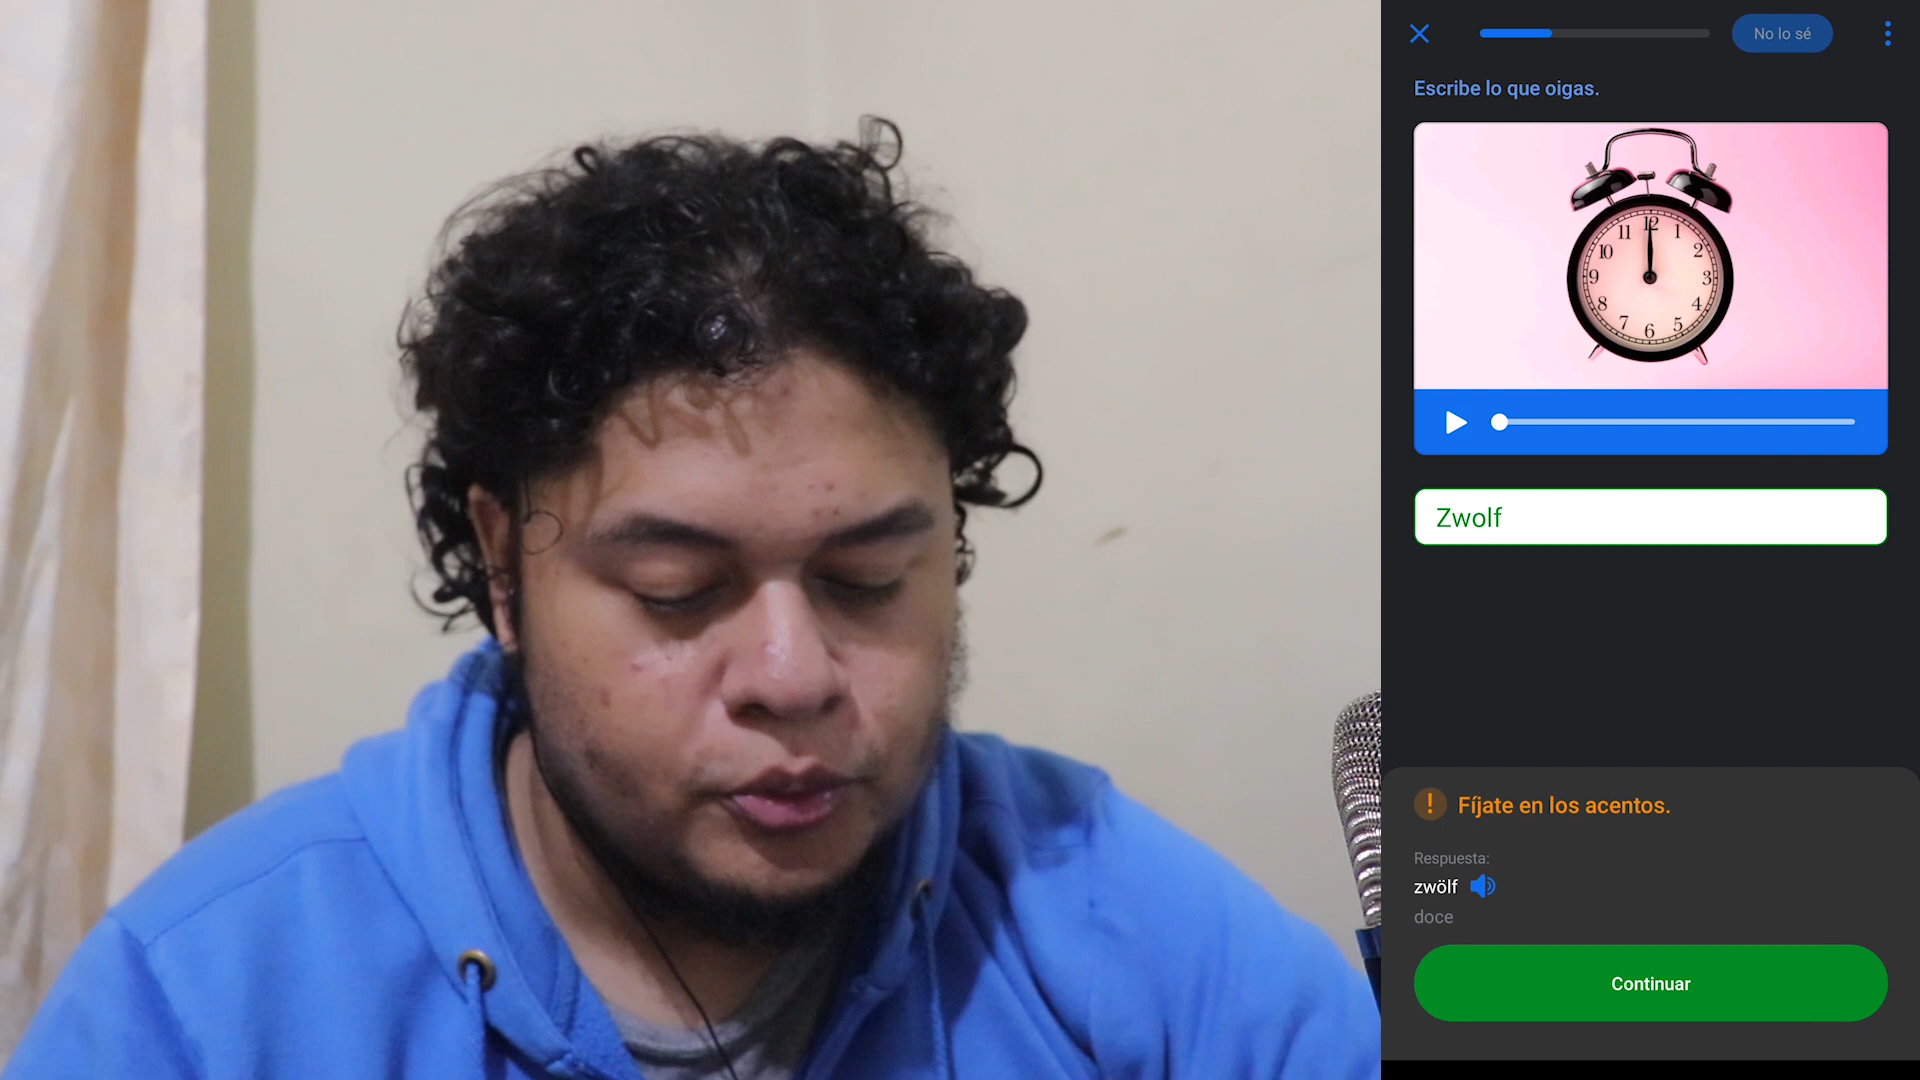 No lo sé
Escribe lo que oigas.
12
11 1
10 2
9 3
8 4
7 5
6
Zwolf
! Fíjate en los acentos.
Respuesta:
zwölf
doce
Continuar